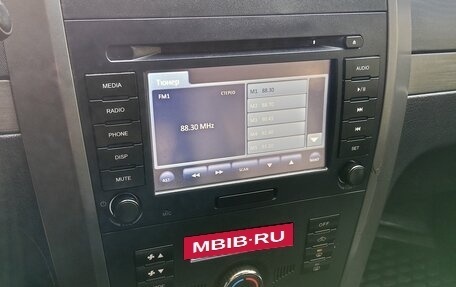 MEDIA
RADIO
PHONE
DISP
MUTE
MIC
Тюнер
FM1
СТЕРЕО
88.30 MHz
M1 88.30
SCAN
AUDIO
SET
OFF
MBIB·RU